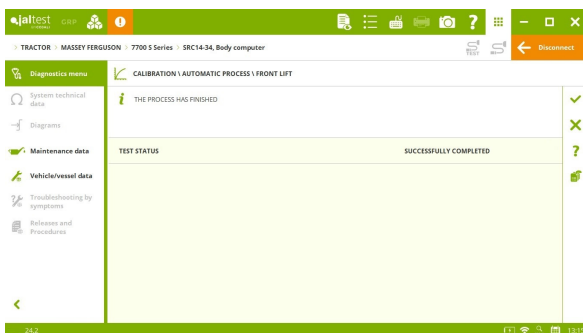 jaltest GRP
TRACTOR > MASSEY FERGUSON > 7700 S Series > SRC14-34, Body computer
TEST
Disconnect
Diagnostics menu
CALIBRATION \ AUTOMATIC PROCESS \ FRONT LIFT
System technical
data
THE PROCESS HAS FINISHED
Diagrams
Maintenance data
TEST STATUS
SUCCESSFULLY COMPLETED
Vehicle/vessel data
Troubleshooting by
symptoms
Releases and
Procedures
24.2